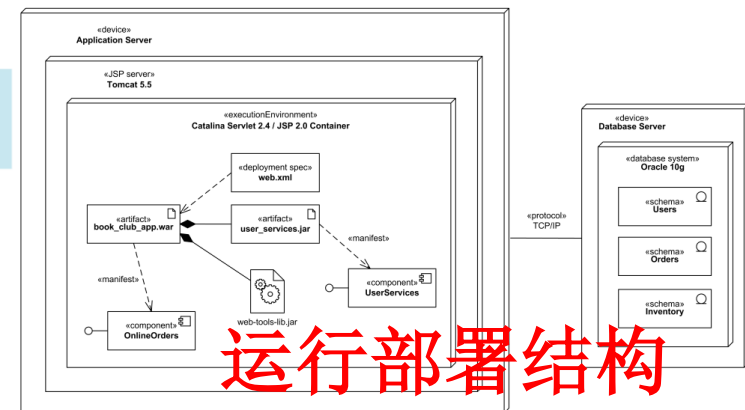 «device»
Application Server
«JSP server»
Tomcat 5.5
«executionEnvironment»
Catalina Servlet 2.4 / JSP 2.0 Container
«deployment spec»
web.xml
«artifact»
book_club_app.war
«artifact»
user_services.jar
«manifest»
«manifest»
web-tools-lib.jar
«component»
UserServices
«component»
OnlineOrders
«protocol»
TCP/IP
«device»
Database Server
«database system»
Oracle 10g
«schema»
Users
«schema»
Orders
«schema»
Inventory
运行部署结构